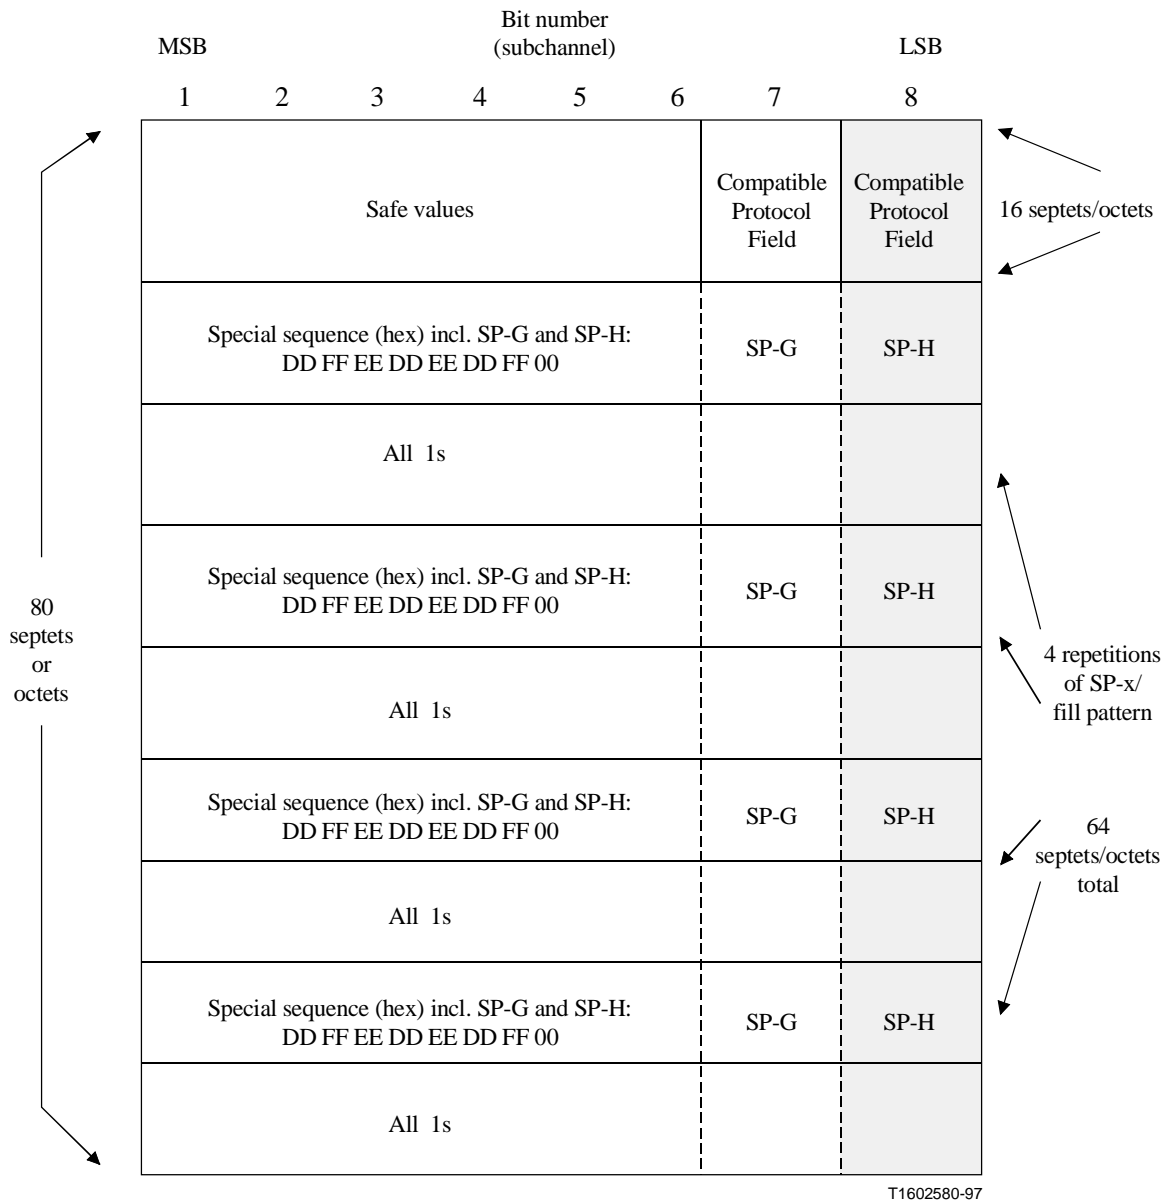 Bit number
MSB (subchannel) LSB
1 2 3 4 5 6 7 8
Safe values
Compatible
Protocol
Field
Compatible
Protocol
Field
16 septets/octets
Special sequence (hex) incl. SP-G and SP-H:
DD FF EE DD EE DD FF 00
SP-G
SP-H
All 1s
Special sequence (hex) incl. SP-G and SP-H:
DD FF EE DD EE DD FF 00
SP-G
SP-H
80
septets
or
octets
4 repetitions
of SP-x/
fill pattern
All 1s
Special sequence (hex) incl. SP-G and SP-H:
DD FF EE DD EE DD FF 00
SP-G
SP-H
64
septets/octets
total
All 1s
Special sequence (hex) incl. SP-G and SP-H:
DD FF EE DD EE DD FF 00
SP-G
SP-H
All 1s
T1602580-97